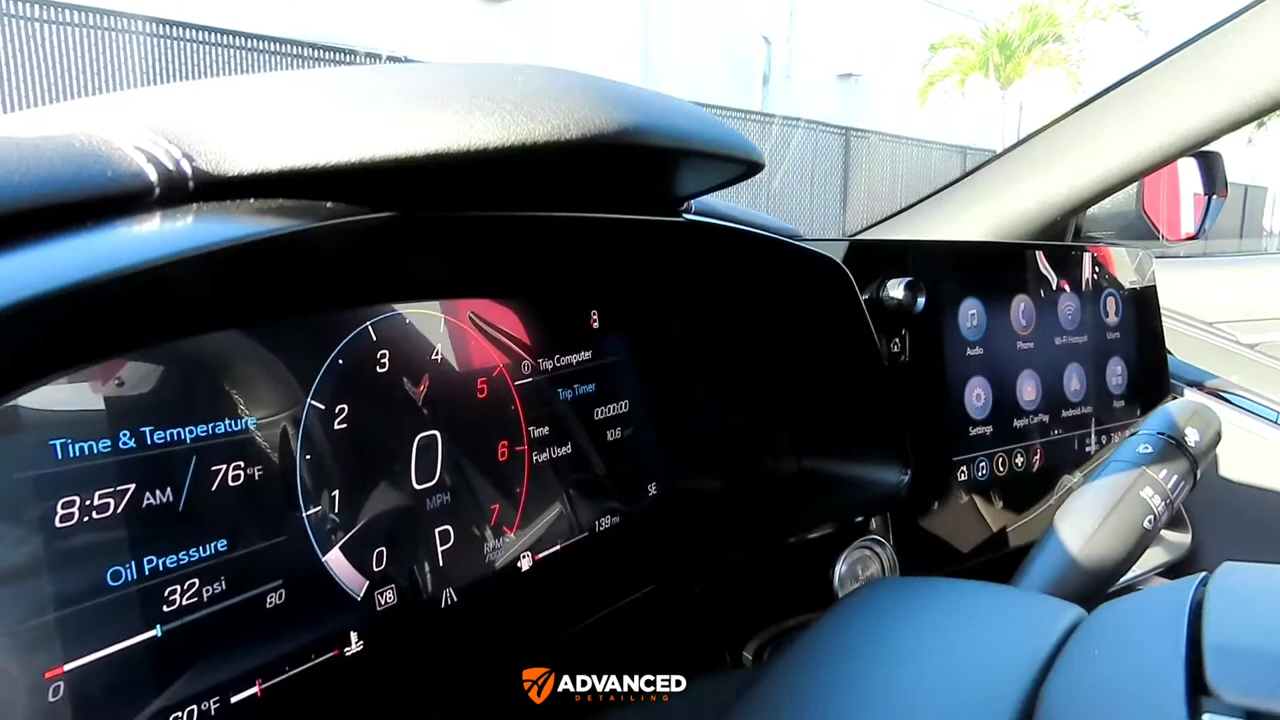 Time & Temperature
8:57 AM / 76°F
Oil Pressure
32 psi
0
80
0
1
2
3
4
5
6
7
RPM
0
MPH
P
V8
Trip Computer
Trip Timer
00:00:00
Time
10.6
Fuel Used
SE
139 mi
Audio
Phone
Wi-Fi Hotspot
Users
Settings
Apple CarPlay
Android Auto
Apps
ADVANCED
DETAILING